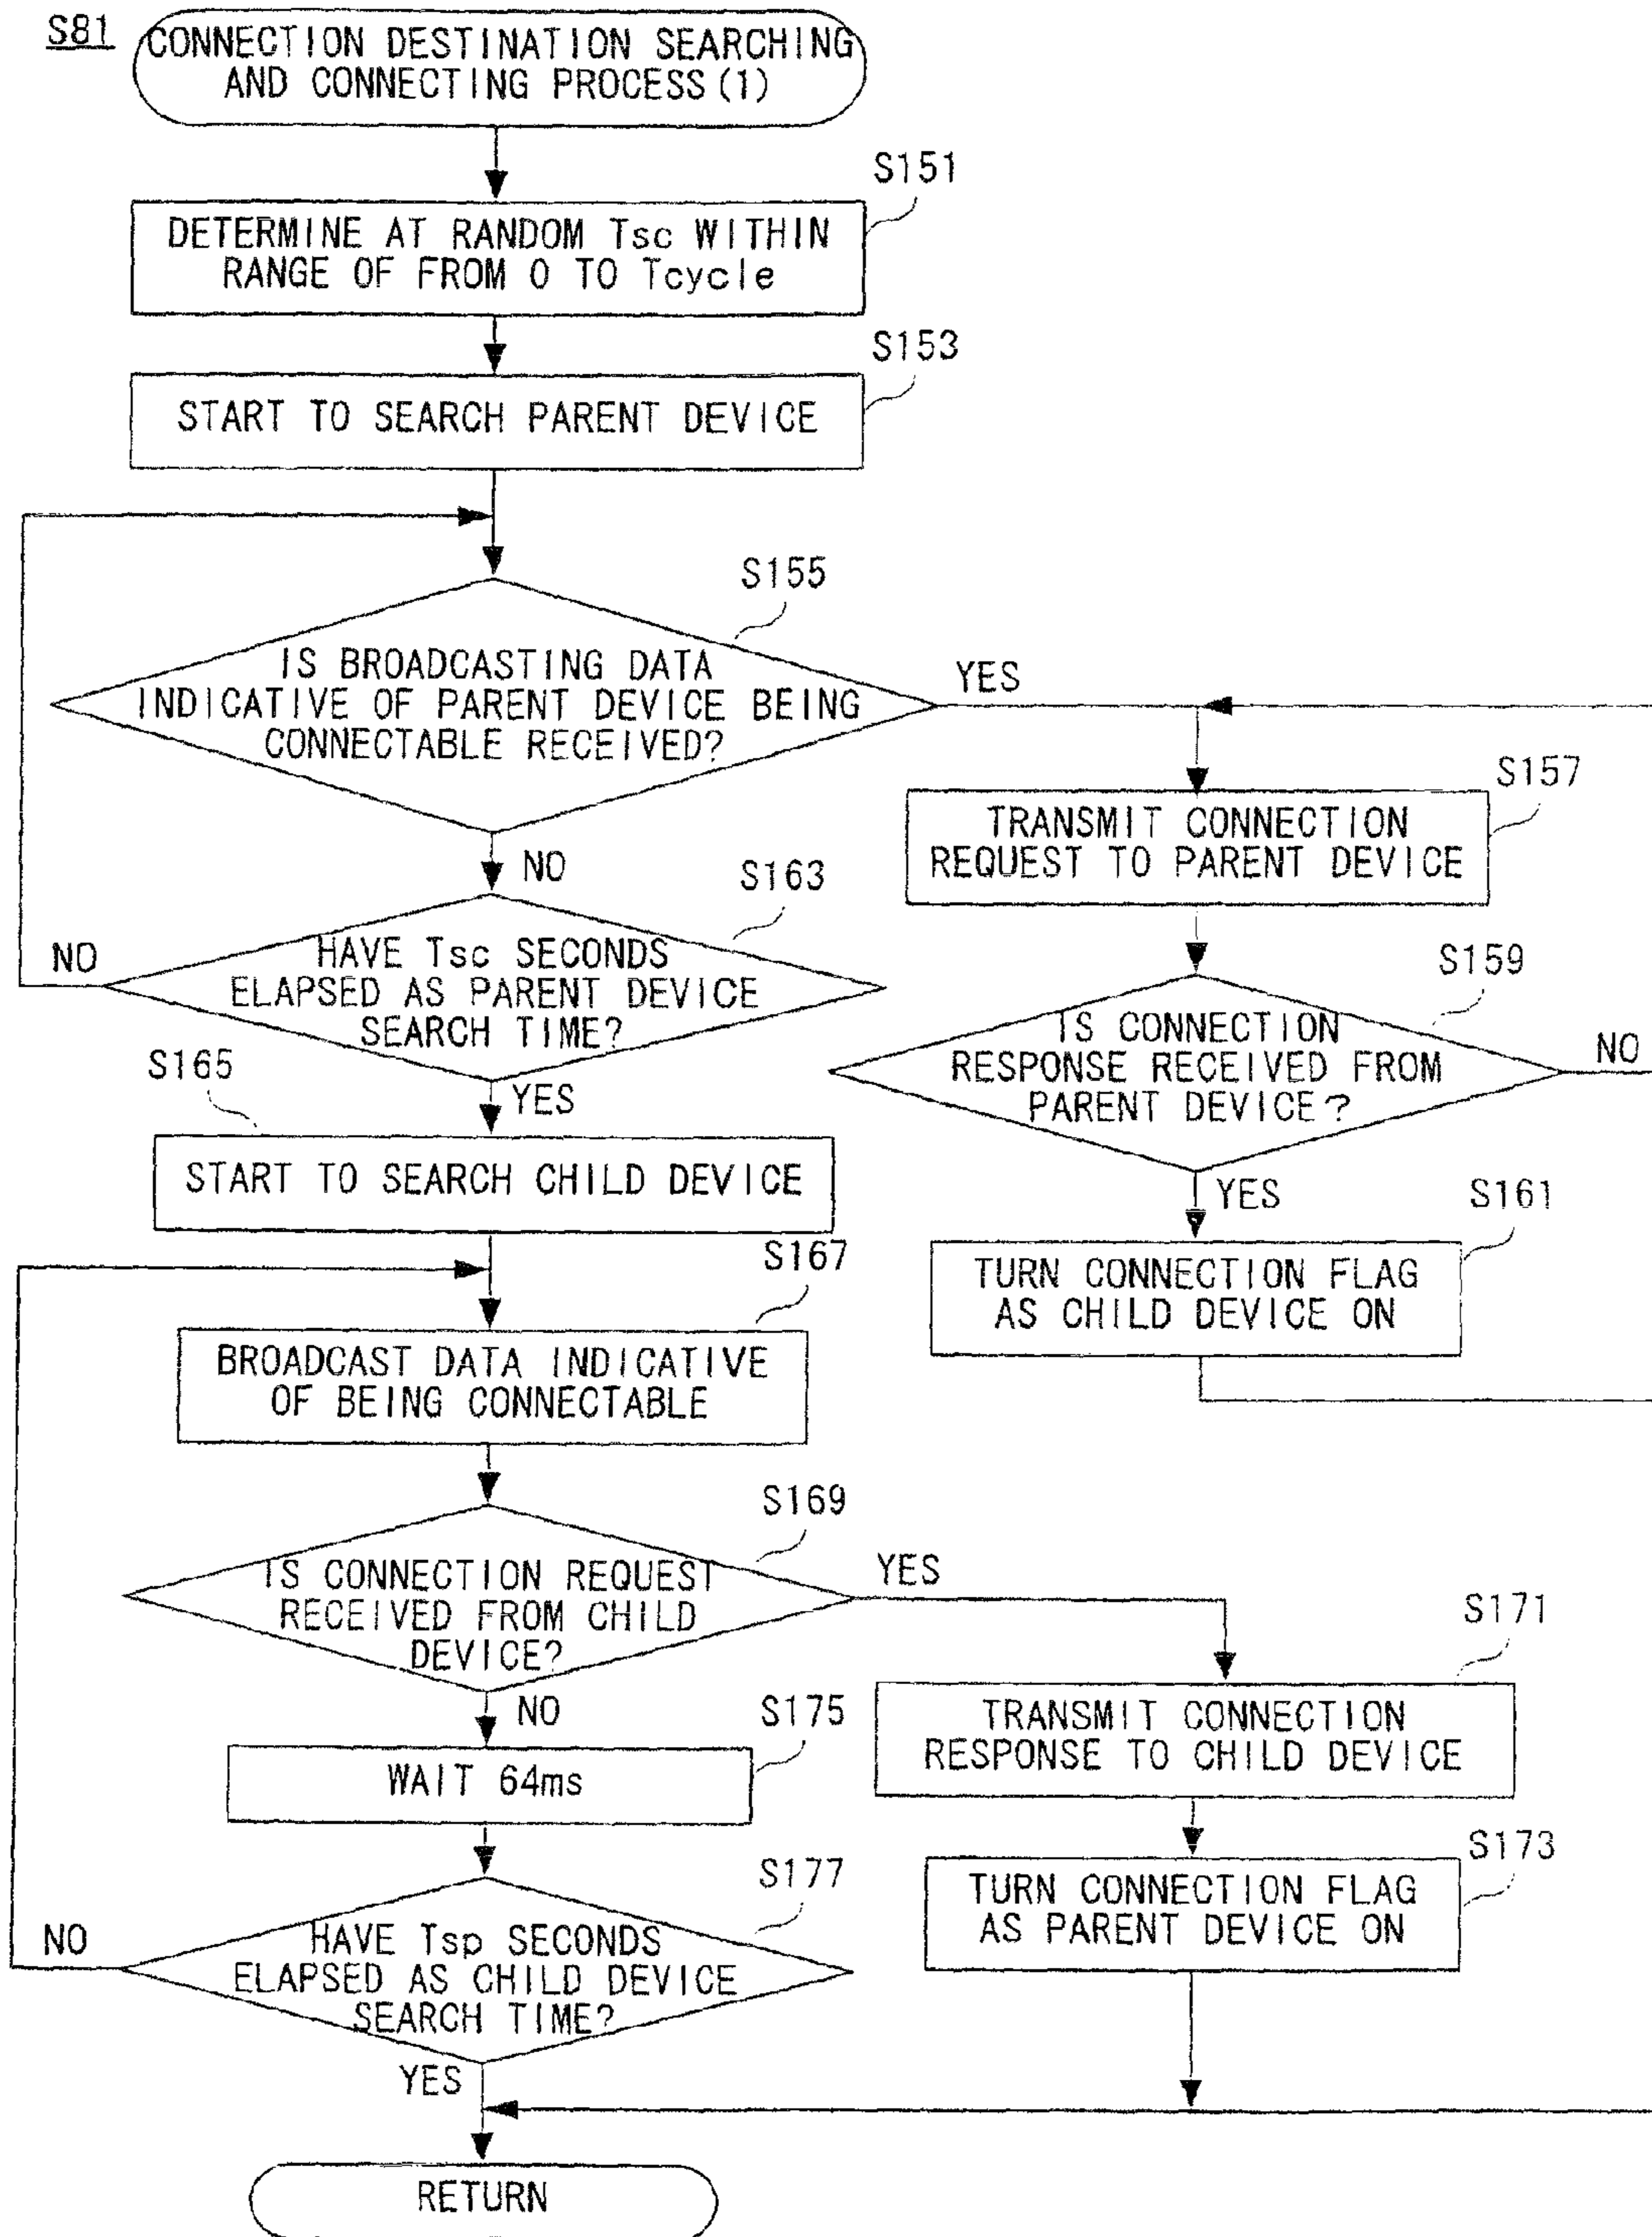 S81
CONNECTION DESTINATION SEARCHING
AND CONNECTING PROCESS(1)
S151
DETERMINE AT RANDOM Tsc WITHIN
RANGE OF FROM 0 TO Tcycle
S153
START TO SEARCH PARENT DEVICE
S155
IS BROADCASTING DATA
INDICATIVE OF PARENT DEVICE BEING
CONNECTABLE RECEIVED?
YES
NO
S157
TRANSMIT CONNECTION
REQUEST TO PARENT DEVICE
S163
HAVE Tsc SECONDS
ELAPSED AS PARENT DEVICE
SEARCH TIME?
NO
YES
S159
IS CONNECTION
RESPONSE RECEIVED FROM
PARENT DEVICE?
NO
YES
S165
START TO SEARCH CHILD DEVICE
S161
TURN CONNECTION FLAG
AS CHILD DEVICE ON
S167
BROADCAST DATA INDICATIVE
OF BEING CONNECTABLE
S169
IS CONNECTION REQUEST
RECEIVED FROM CHILD
DEVICE?
YES
NO
S171
TRANSMIT CONNECTION
RESPONSE TO CHILD DEVICE
S175
WAIT 64ms
S173
TURN CONNECTION FLAG
AS PARENT DEVICE ON
S177
HAVE Tsp SECONDS
ELAPSED AS CHILD DEVICE
SEARCH TIME?
NO
YES
RETURN